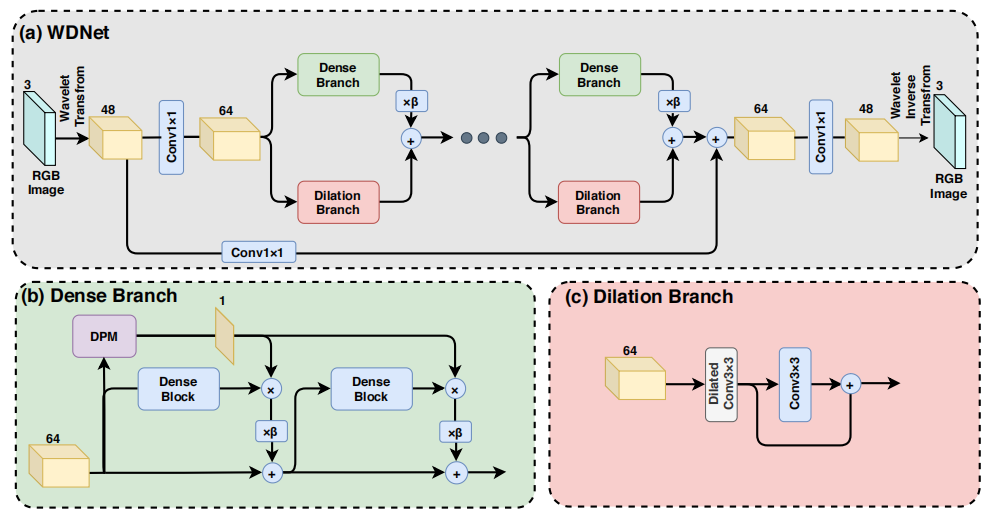 (a) WDNet
3
Wavelet
Transfrom
RGB
Image
48
Conv1×1
64
Dense
Branch
×β
+
Dilation
Branch
Dense
Branch
×β
+
Dilation
Branch
+
64
Conv1×1
48
Wavelet
Inverse
Transfrom
3
RGB
Image
Conv1×1
(b) Dense Branch
1
DPM
Dense
Block
×
Dense
Block
×
×β
×β
64
+
+
(c) Dilation Branch
64
Dilated
Conv3×3
Conv3×3
+